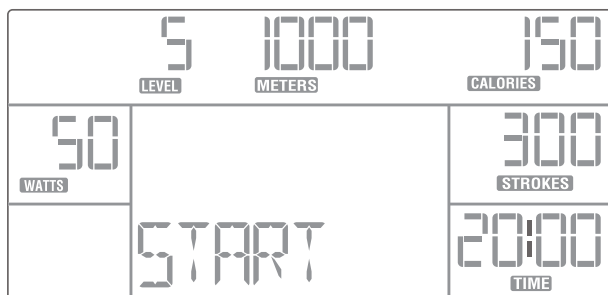 5 1000 150
LEVEL METERS CALORIES
50 300
WATTS STROKES
START 20:00
TIME